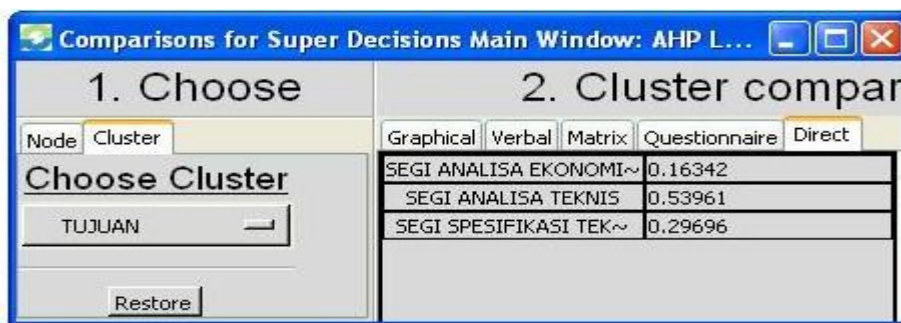 Comparisons for Super Decisions Main Window: AHP L...
1. Choose
2. Cluster compar
Node Cluster
Graphical Verbal Matrix Questionnaire Direct
Choose Cluster
TUJUAN
Restore
SEGI ANALISA EKONOMI~ 0.16342
SEGI ANALISA TEKNIS 0.53961
SEGI SPESIFIKASI TEK~ 0.29696